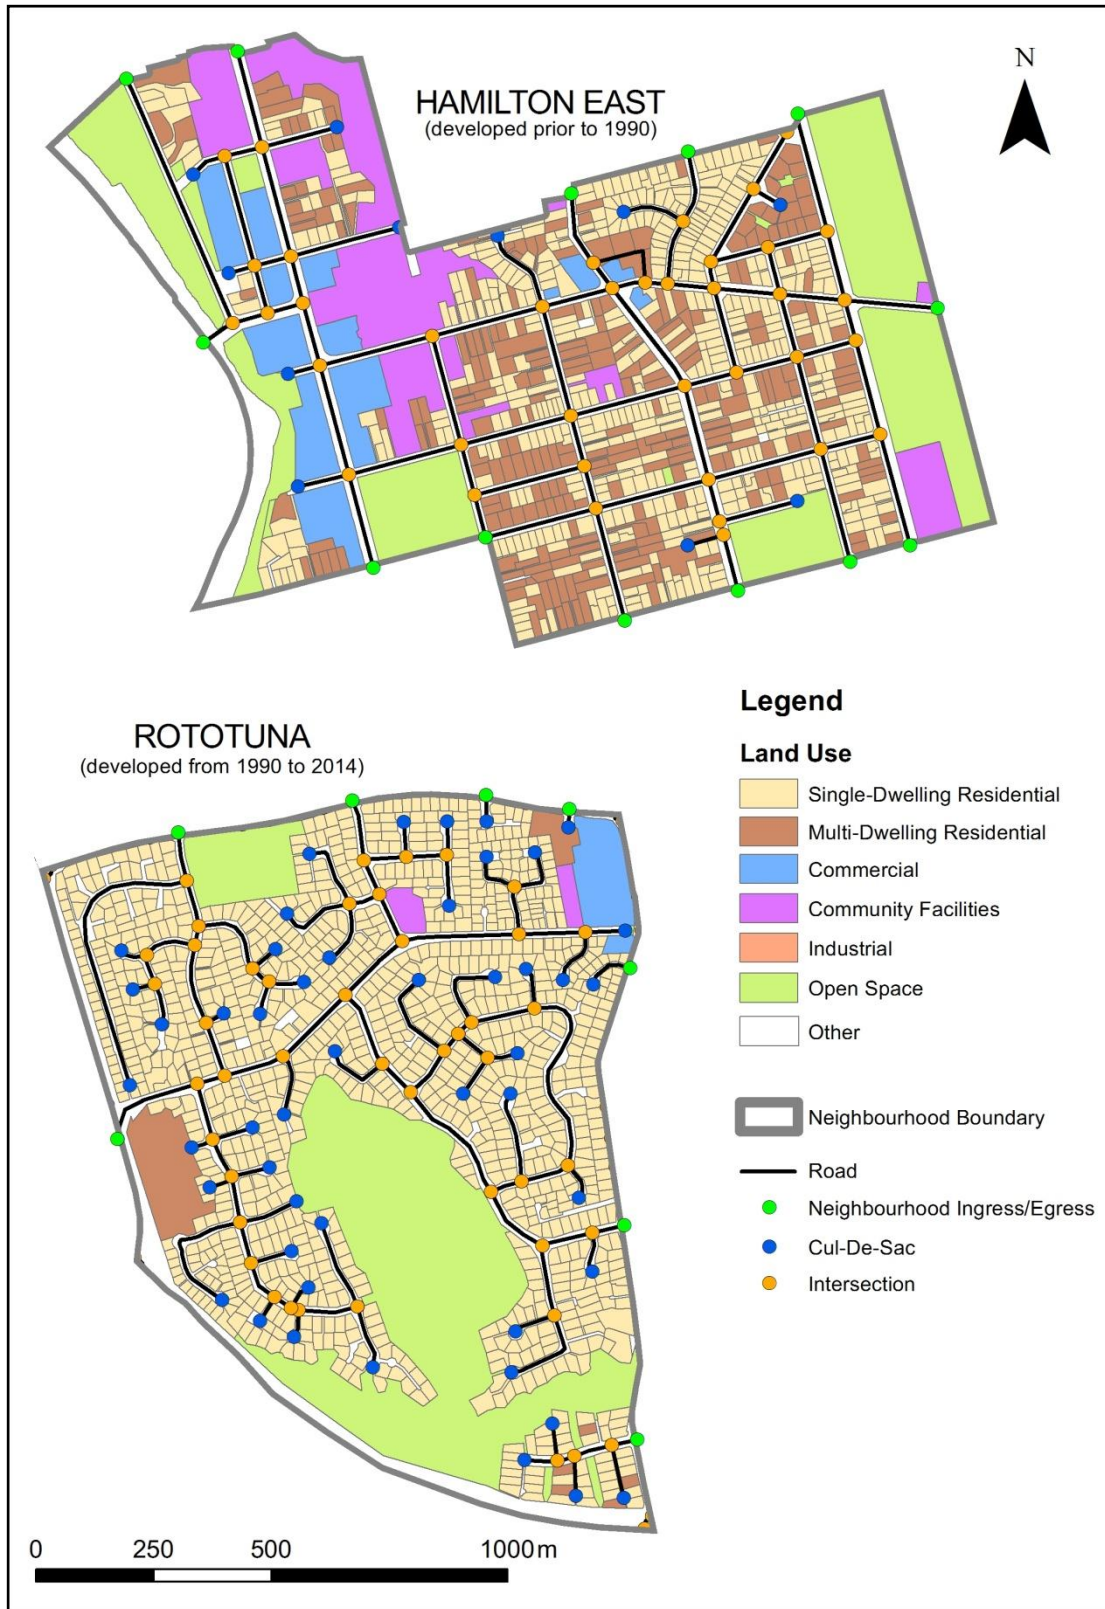 HAMILTON EAST
(developed prior to 1990)
N
ROTOTUNA
(developed from 1990 to 2014)
Legend
Land Use
Single-Dwelling Residential
Multi-Dwelling Residential
Commercial
Community Facilities
Industrial
Open Space
Other
Neighbourhood Boundary
Road
Neighbourhood Ingress/Egress
Cul-De-Sac
Intersection
0 250 500 1000m